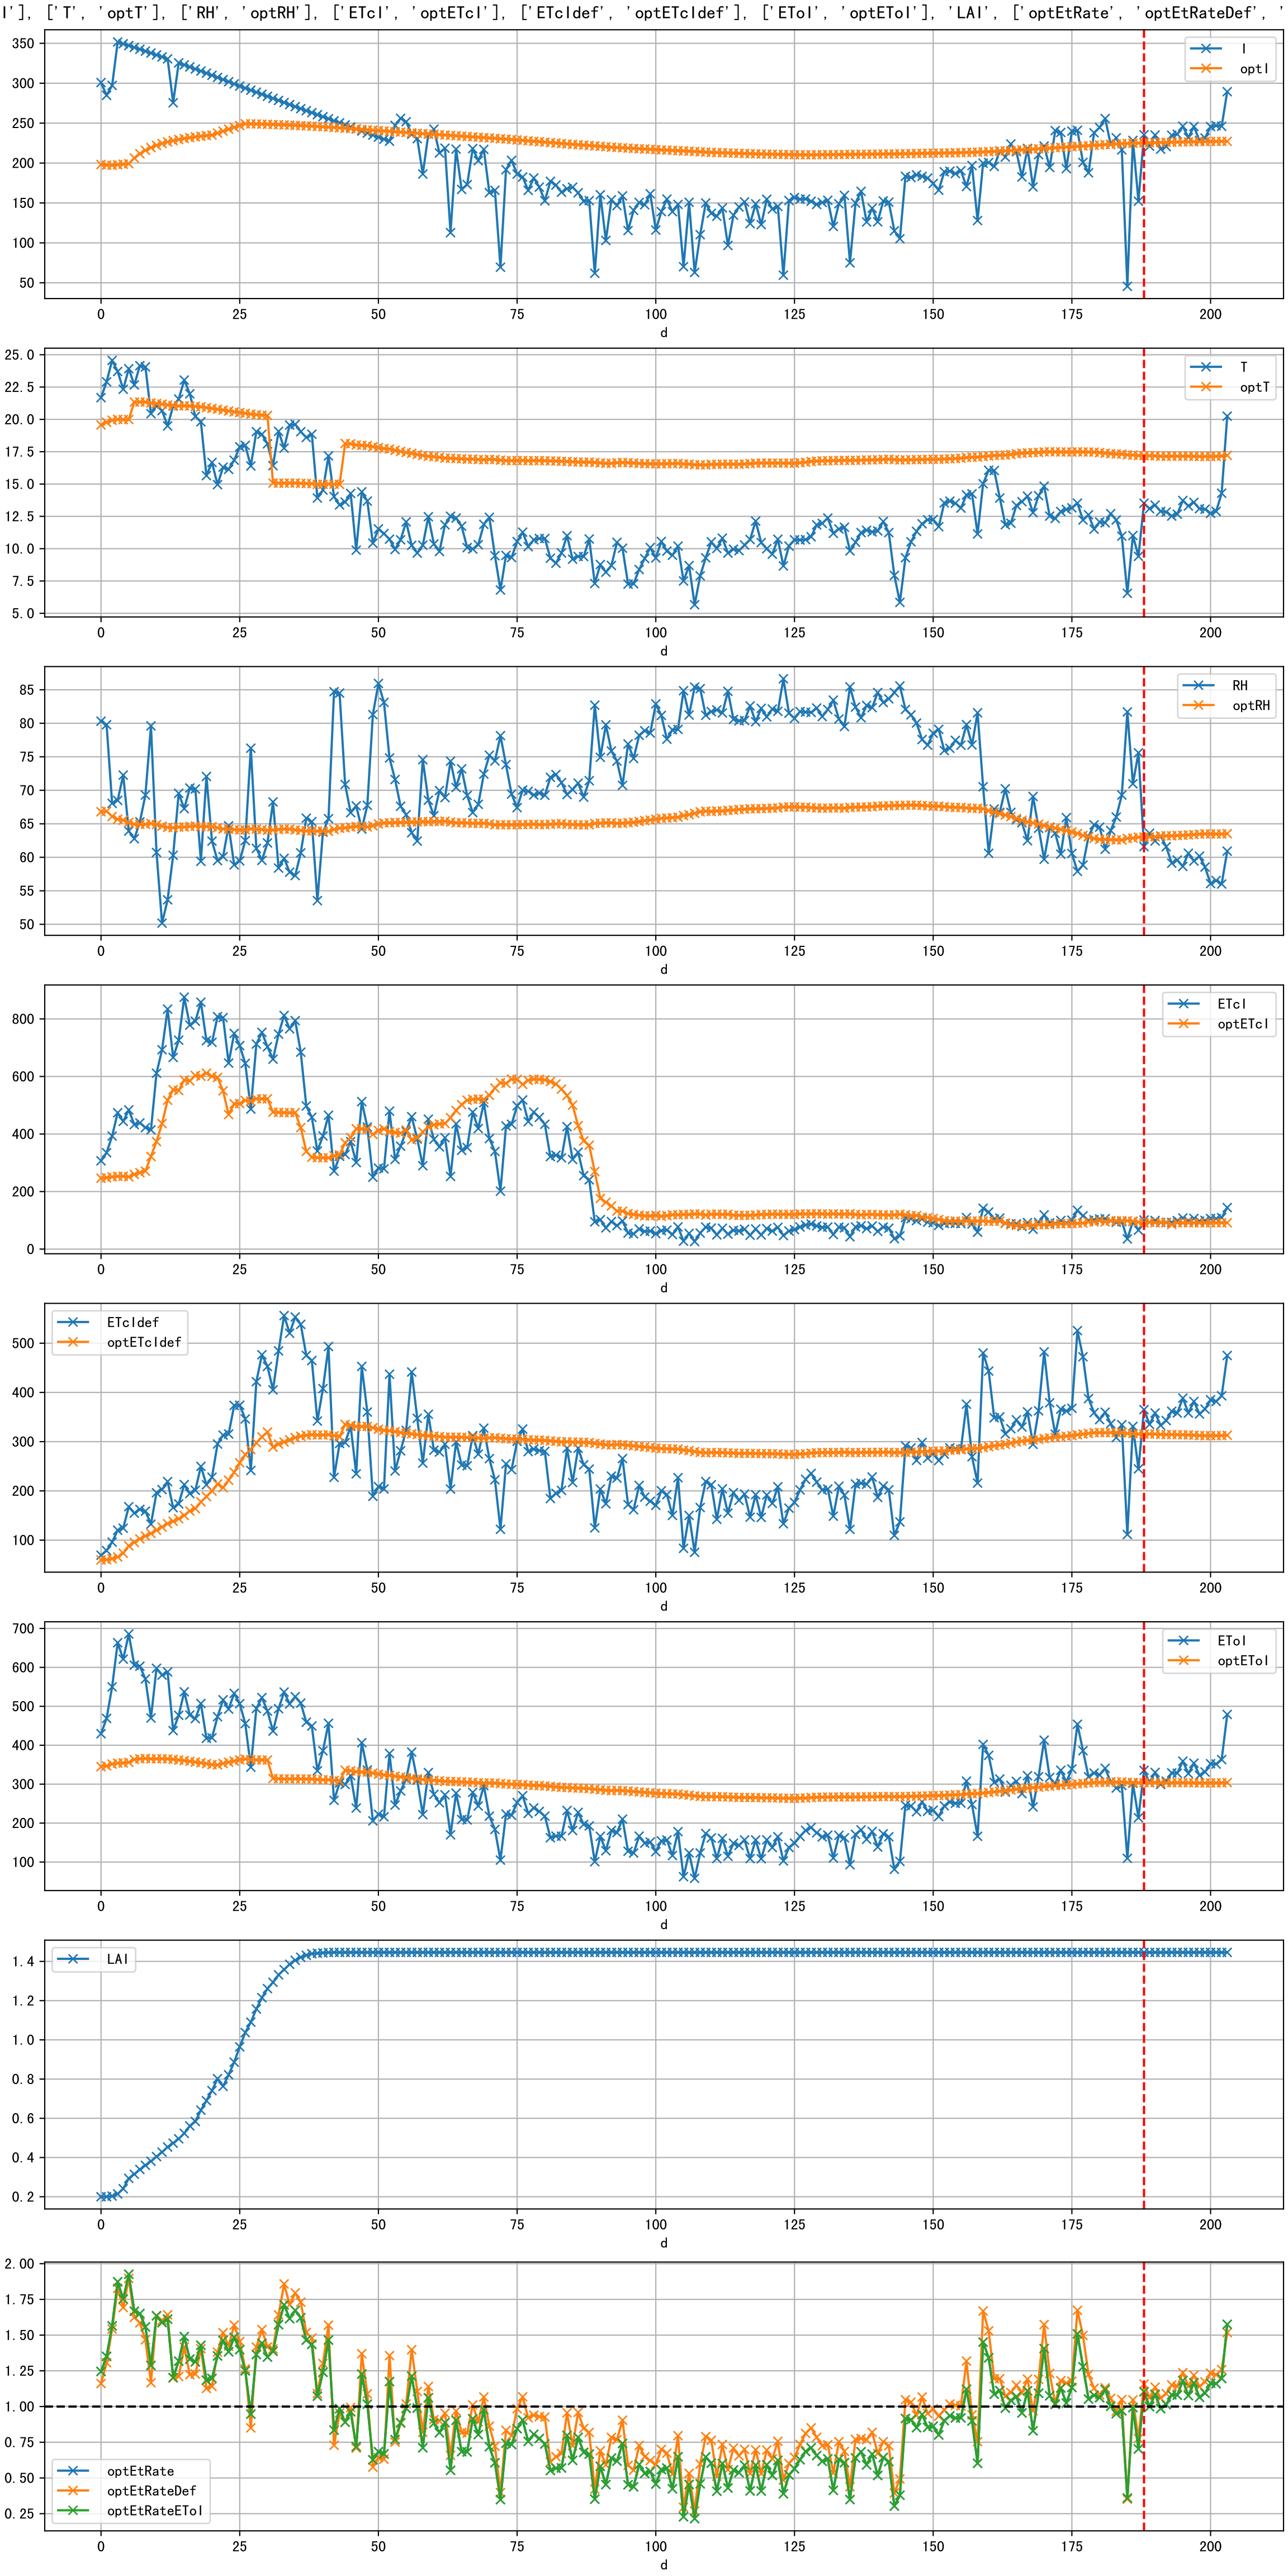 I'], ['T', 'optT'], ['RH', 'optRH'], ['ETcI', 'optETcI'], ['ETcIdef', 'optETcIdef'], ['EToI', 'optEToI'], 'LAI', ['optEtRate', 'optEtRateDef', '
350
300
250
200
150
100
50
I
optI
0 25 50 75 100 125 150 175 200
d
25.0
22.5
20.0
17.5
15.0
12.5
10.0
7.5
5.0
T
optT
0 25 50 75 100 125 150 175 200
d
85
80
75
70
65
60
55
50
RH
optRH
0 25 50 75 100 125 150 175 200
d
800
600
400
200
0
ETcI
optETcI
0 25 50 75 100 125 150 175 200
d
500
400
300
200
100
ETcIdef
optETcIdef
0 25 50 75 100 125 150 175 200
d
700
600
500
400
300
200
100
EToI
optEToI
0 25 50 75 100 125 150 175 200
d
1.4
1.2
1.0
0.8
0.6
0.4
0.2
LAI
0 25 50 75 100 125 150 175 200
d
2.00
1.75
1.50
1.25
1.00
0.75
0.50
0.25
optEtRate
optEtRateDef
optEtRateEToI
0 25 50 75 100 125 150 175 200
d